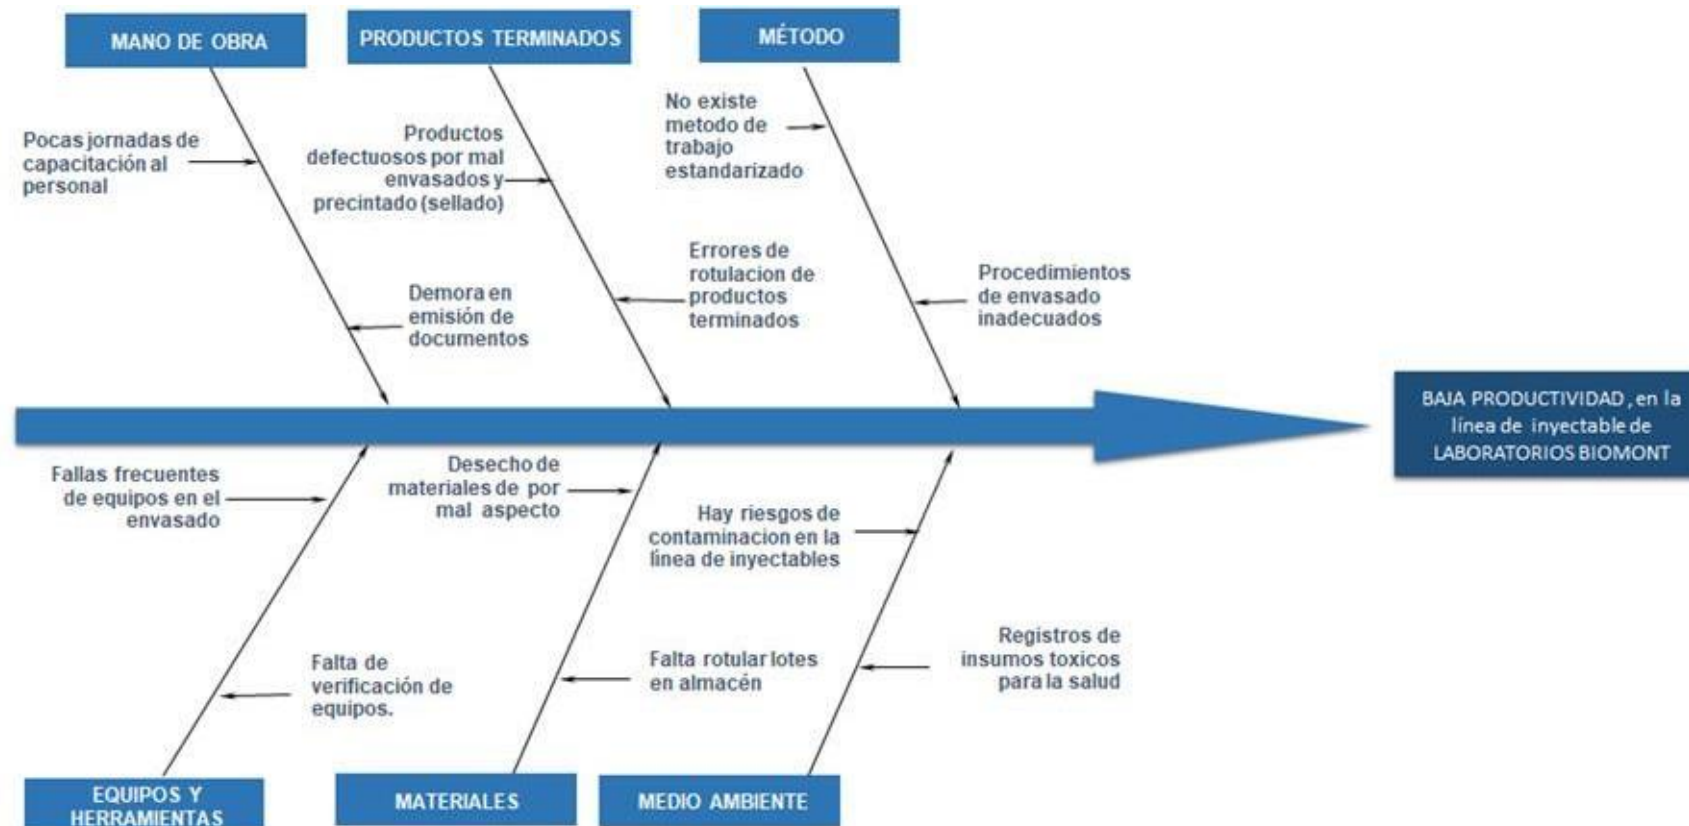 MANO DE OBRA
PRODUCTOS TERMINADOS
MÉTODO
Pocas jornadas de
capacitación al
personal
Productos
defectuosos por mal
envasados y
precintado (sellado)
No existe
metodo de
trabajo
estandarizado
Demora en
emisión de
documentos
Errores de
rotulacion de
productos
terminados
Procedimientos
de envasado
inadecuados
BAJA PRODUCTIVIDAD, en la
línea de inyectable de
LABORATORIOS BIOMONT
Fallas frecuentes
de equipos en el
envasado
Desecho de
materiales de por
mal aspecto
Hay riesgos de
contaminacion en la
línea de inyectables
Falta de
verificación de
equipos.
Falta rotular lotes
en almacén
Registros de
insumos toxicos
para la salud
EQUIPOS Y
HERRAMIENTAS
MATERIALES
MEDIO AMBIENTE